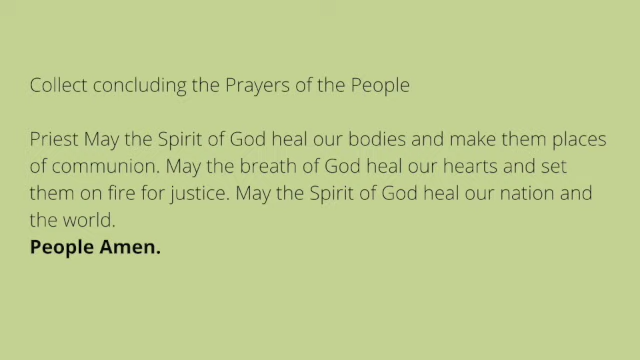 Collect concluding the Prayers of the People
Priest May the Spirit of God heal our bodies and make them places
of communion. May the breath of God heal our hearts and set
them on fire for justice. May the Spirit of God heal our nation and
the world.
People Amen.